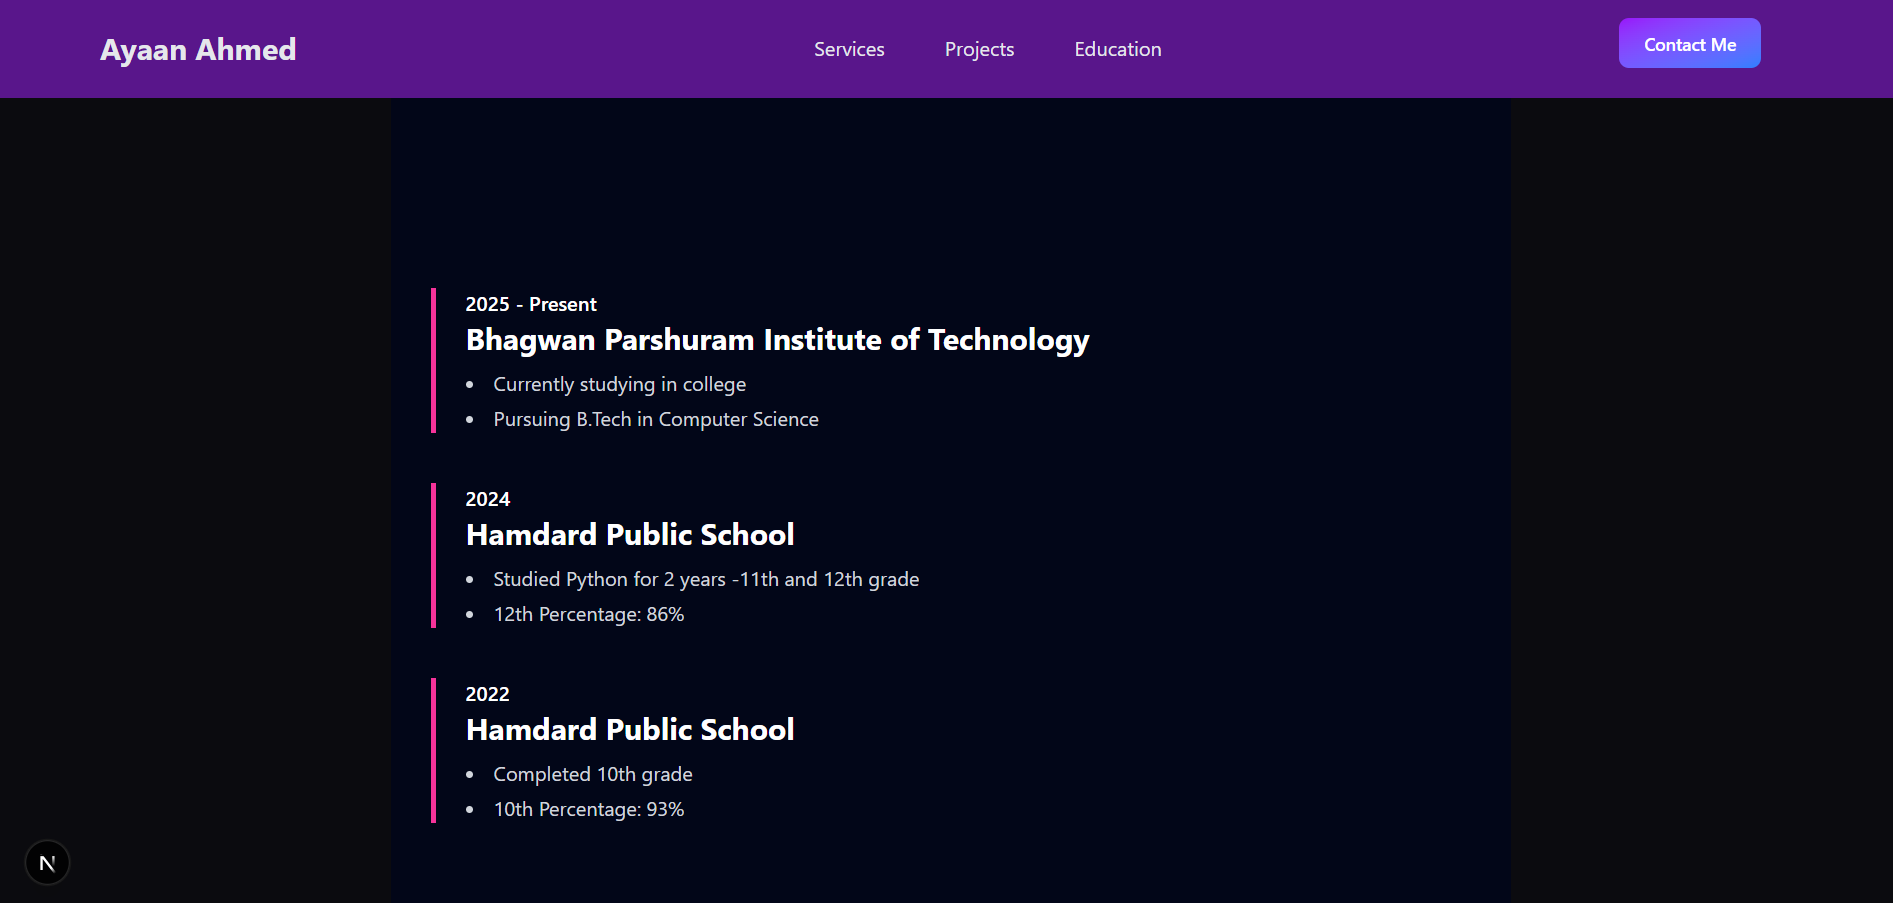 Ayaan Ahmed
Services
Projects
Education
Contact Me
2025 - Present
Bhagwan Parshuram Institute of Technology
• Currently studying in college
• Pursuing B.Tech in Computer Science
2024
Hamdard Public School
• Studied Python for 2 years -11th and 12th grade
• 12th Percentage: 86%
2022
Hamdard Public School
• Completed 10th grade
• 10th Percentage: 93%
N